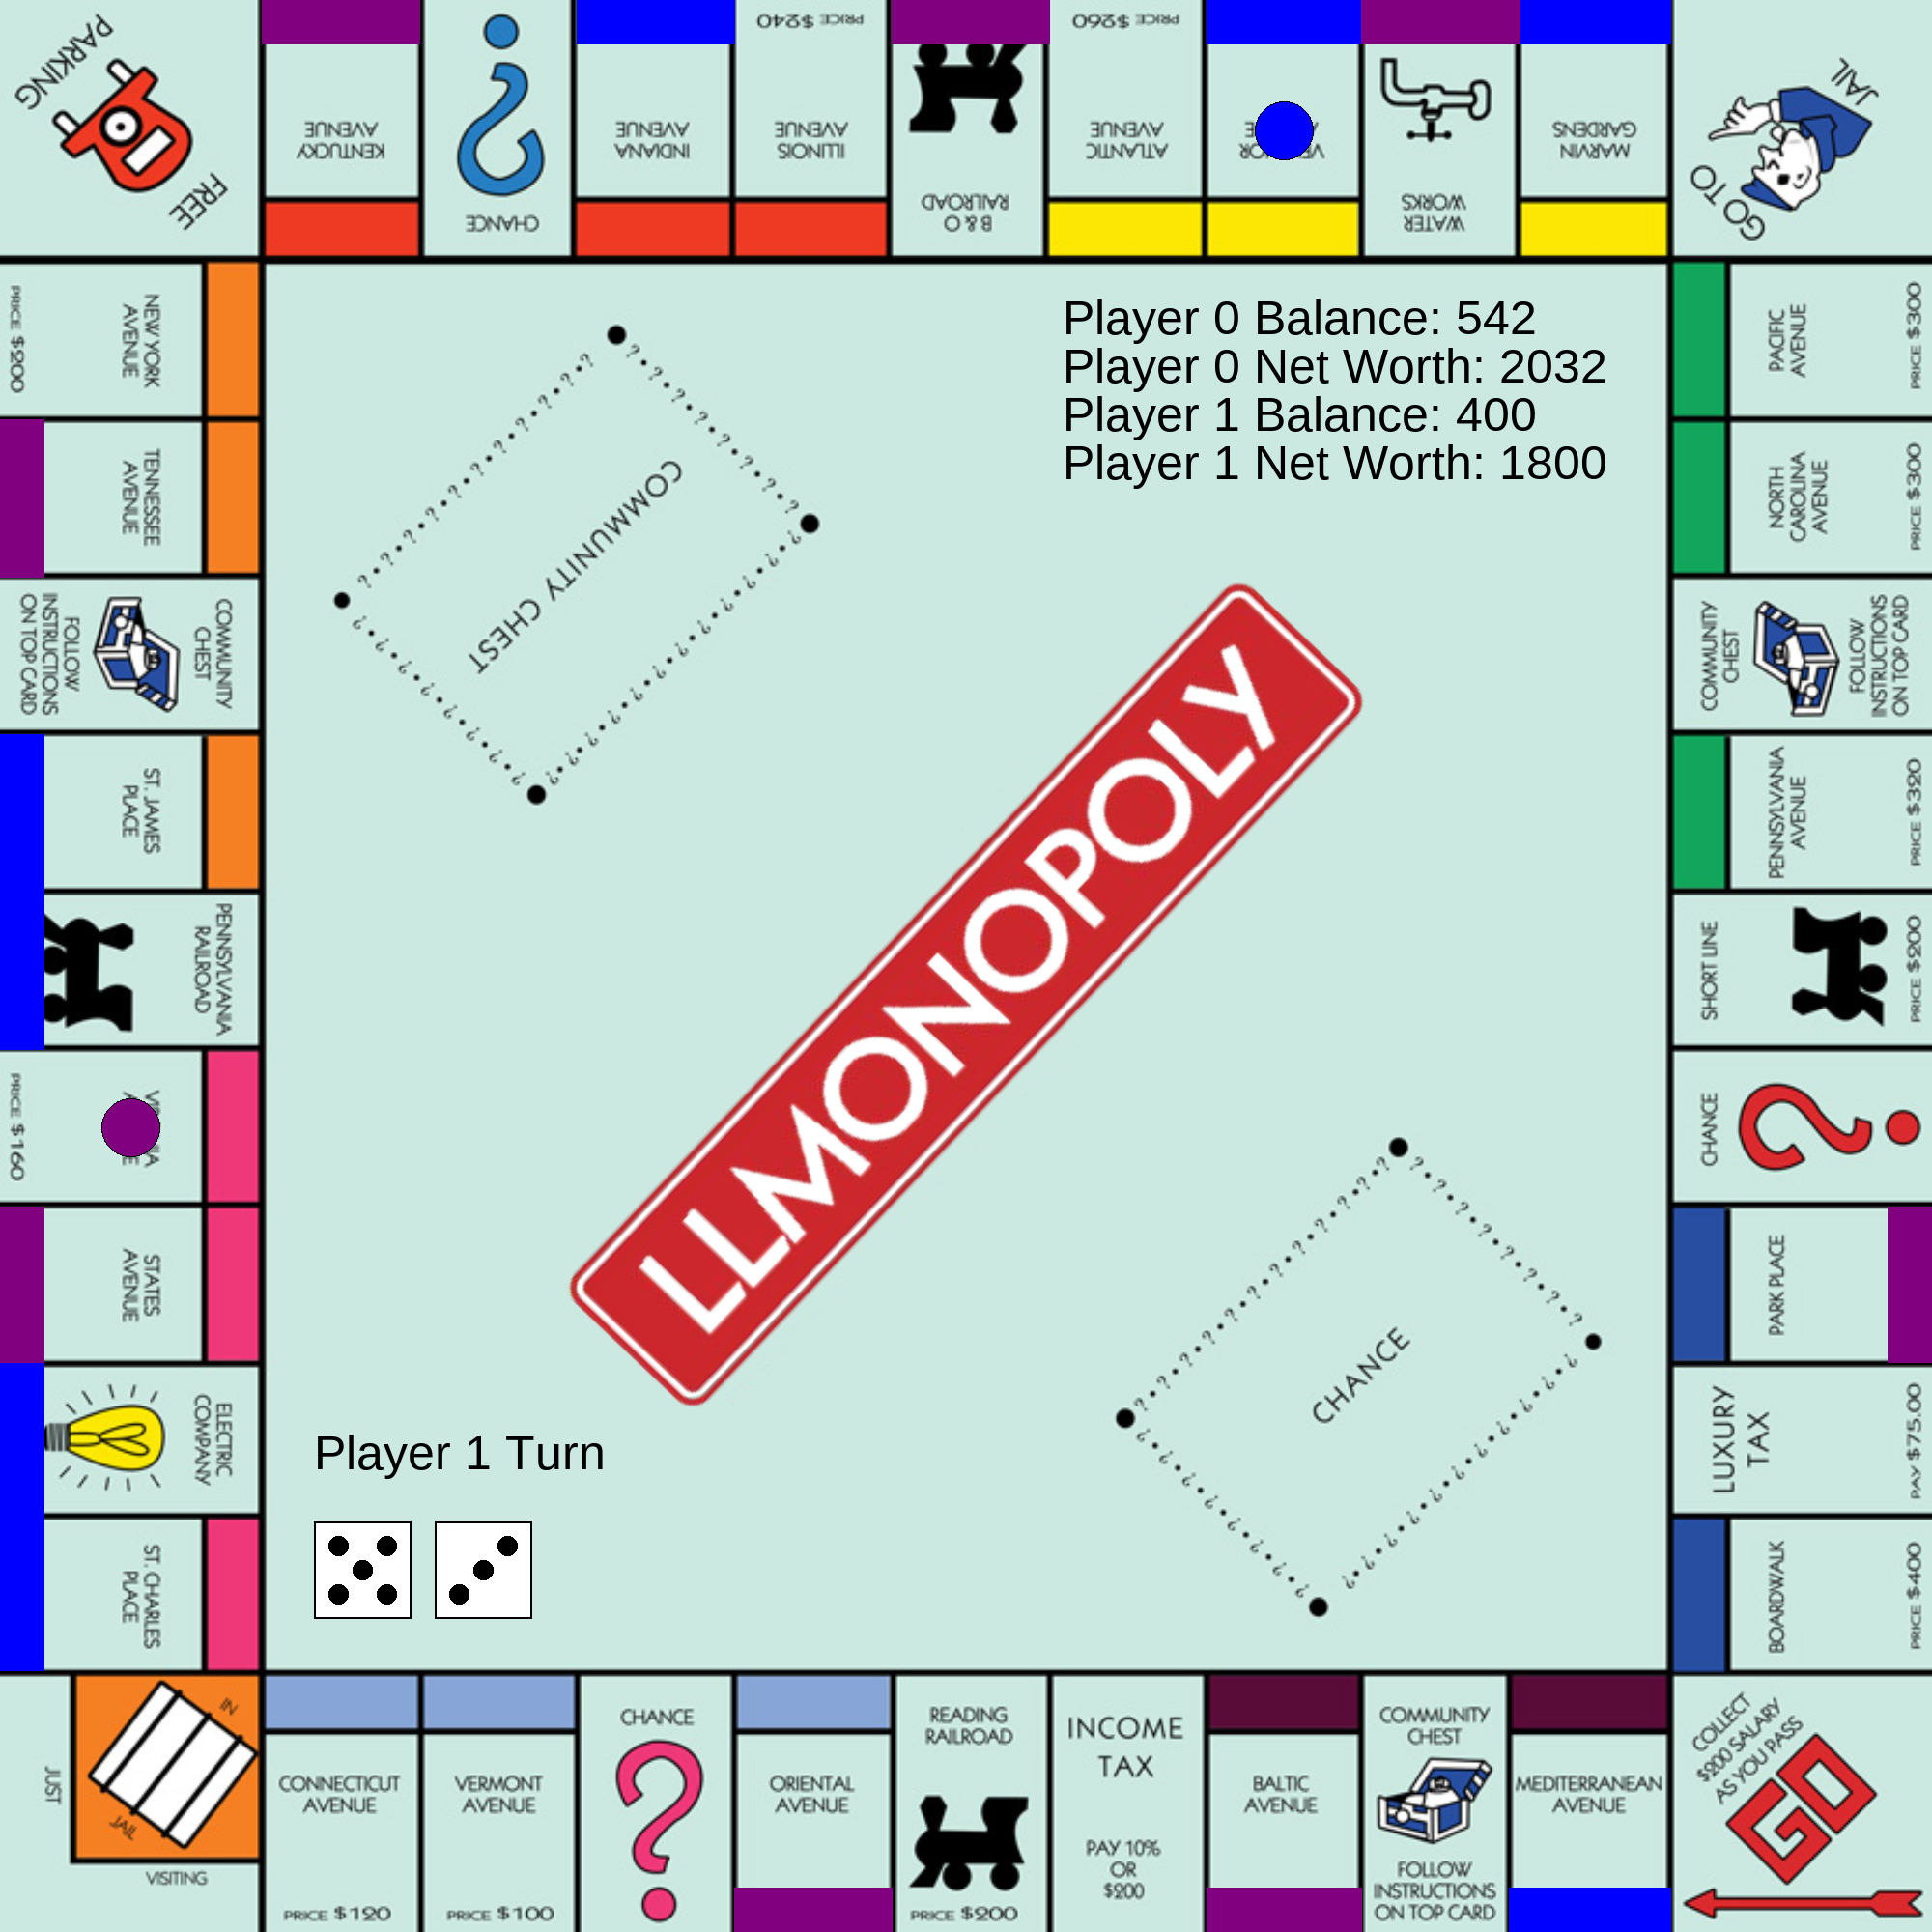 FREE
PARKING
KENTUCKY
AVENUE
CHANCE
INDIANA
AVENUE
ILLINOIS
AVENUE
PRICE $240
B & O
RAILROAD
ATLANTIC
AVENUE
PRICE $260
WATER
WORKS
MARVIN
GARDENS
GO TO
JAIL
NEW YORK
AVENUE
PRICE $200
TENNESSEE
AVENUE
COMMUNITY
CHEST
FOLLOW
INSTRUCTIONS
ON TOP CARD
ST. JAMES
PLACE
PENNSYLVANIA
RAILROAD
PRICE $160
STATES
AVENUE
ELECTRIC
COMPANY
ST. CHARLES
PLACE
Player 0 Balance: 542
Player 0 Net Worth: 2032
Player 1 Balance: 400
Player 1 Net Worth: 1800
COMMUNITY CHEST
LLMONOPOLY
CHANCE
Player 1 Turn
PACIFIC
AVENUE
PRICE $300
NORTH
CAROLINA
AVENUE
PRICE $300
COMMUNITY
CHEST
FOLLOW
INSTRUCTIONS
ON TOP CARD
PENNSYLVANIA
AVENUE
PRICE $320
SHORT LINE
PRICE $200
CHANCE
PARK PLACE
LUXURY
TAX
PAY $75.00
BOARDWALK
PRICE $400
IN
JAIL
JUST
VISITING
CONNECTICUT
AVENUE
PRICE $120
VERMONT
AVENUE
PRICE $100
CHANCE
ORIENTAL
AVENUE
READING
RAILROAD
PRICE $200
INCOME
TAX
PAY 10%
OR
$200
BALTIC
AVENUE
COMMUNITY
CHEST
FOLLOW
INSTRUCTIONS
ON TOP CARD
MEDITERRANEAN
AVENUE
COLLECT
$200 SALARY
AS YOU PASS
GO